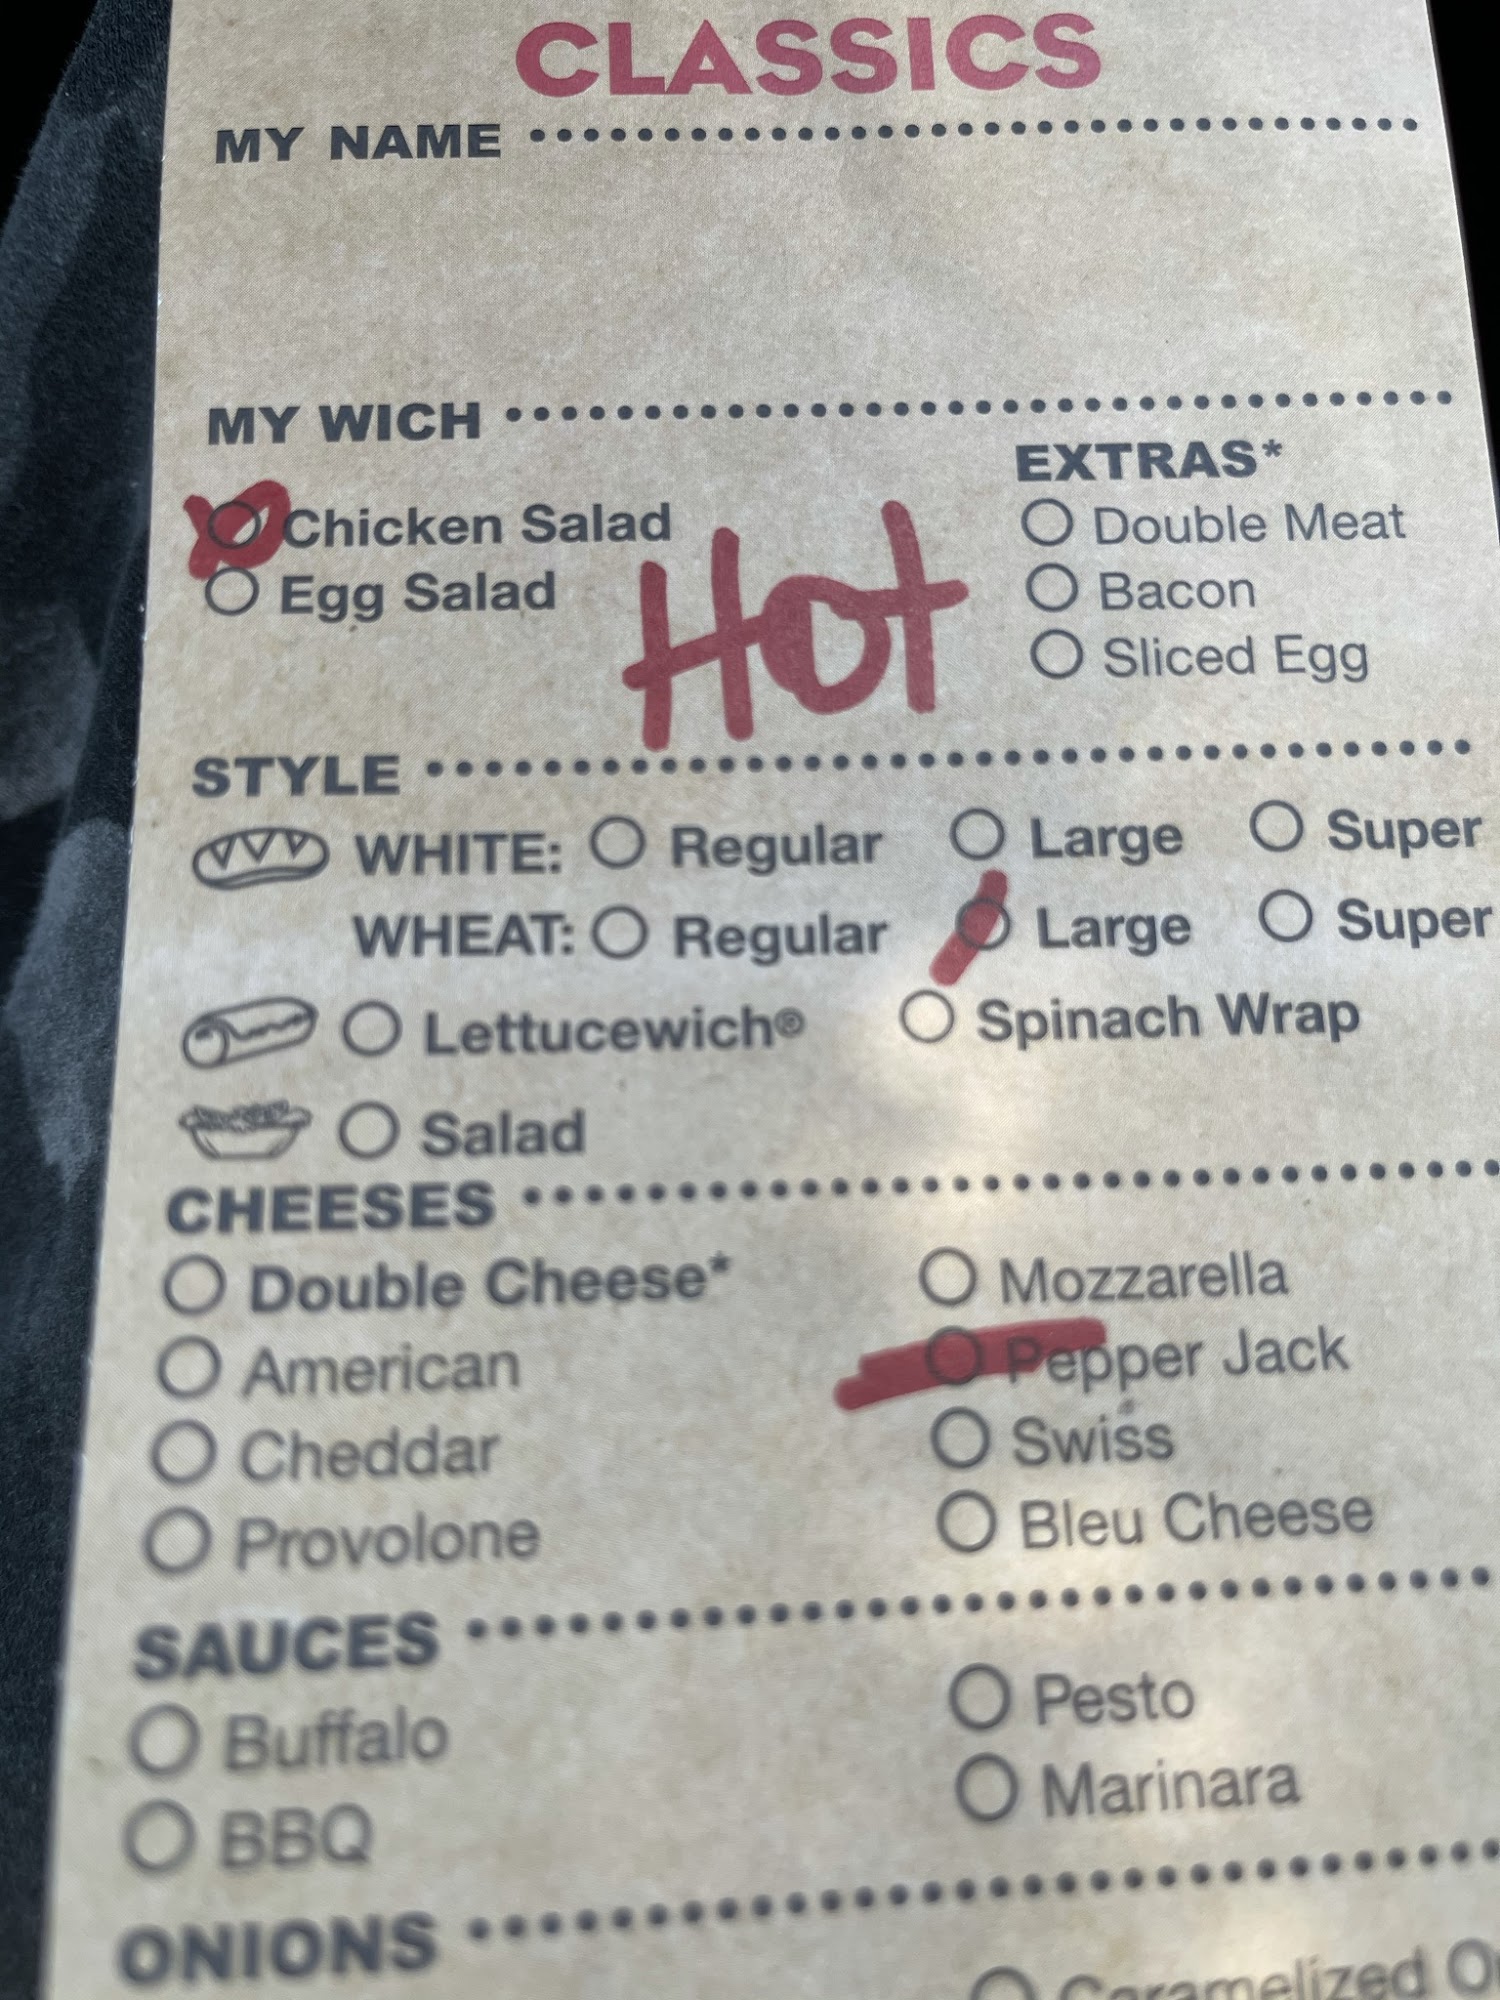 CLASSICS
MY NAME
MY WICH
EXTRAS*
Chicken Salad
Double Meat
Egg Salad
Hot
Bacon
Sliced Egg
STYLE
WHITE: Regular Large Super
WHEAT: Regular Large Super
Lettucewich® Spinach Wrap
Salad
CHEESES
Double Cheese* Mozzarella
American Pepper Jack
Cheddar Swiss
Provolone Bleu Cheese
SAUCES
Buffalo Pesto
BBQ Marinara
ONIONS
Caramelized